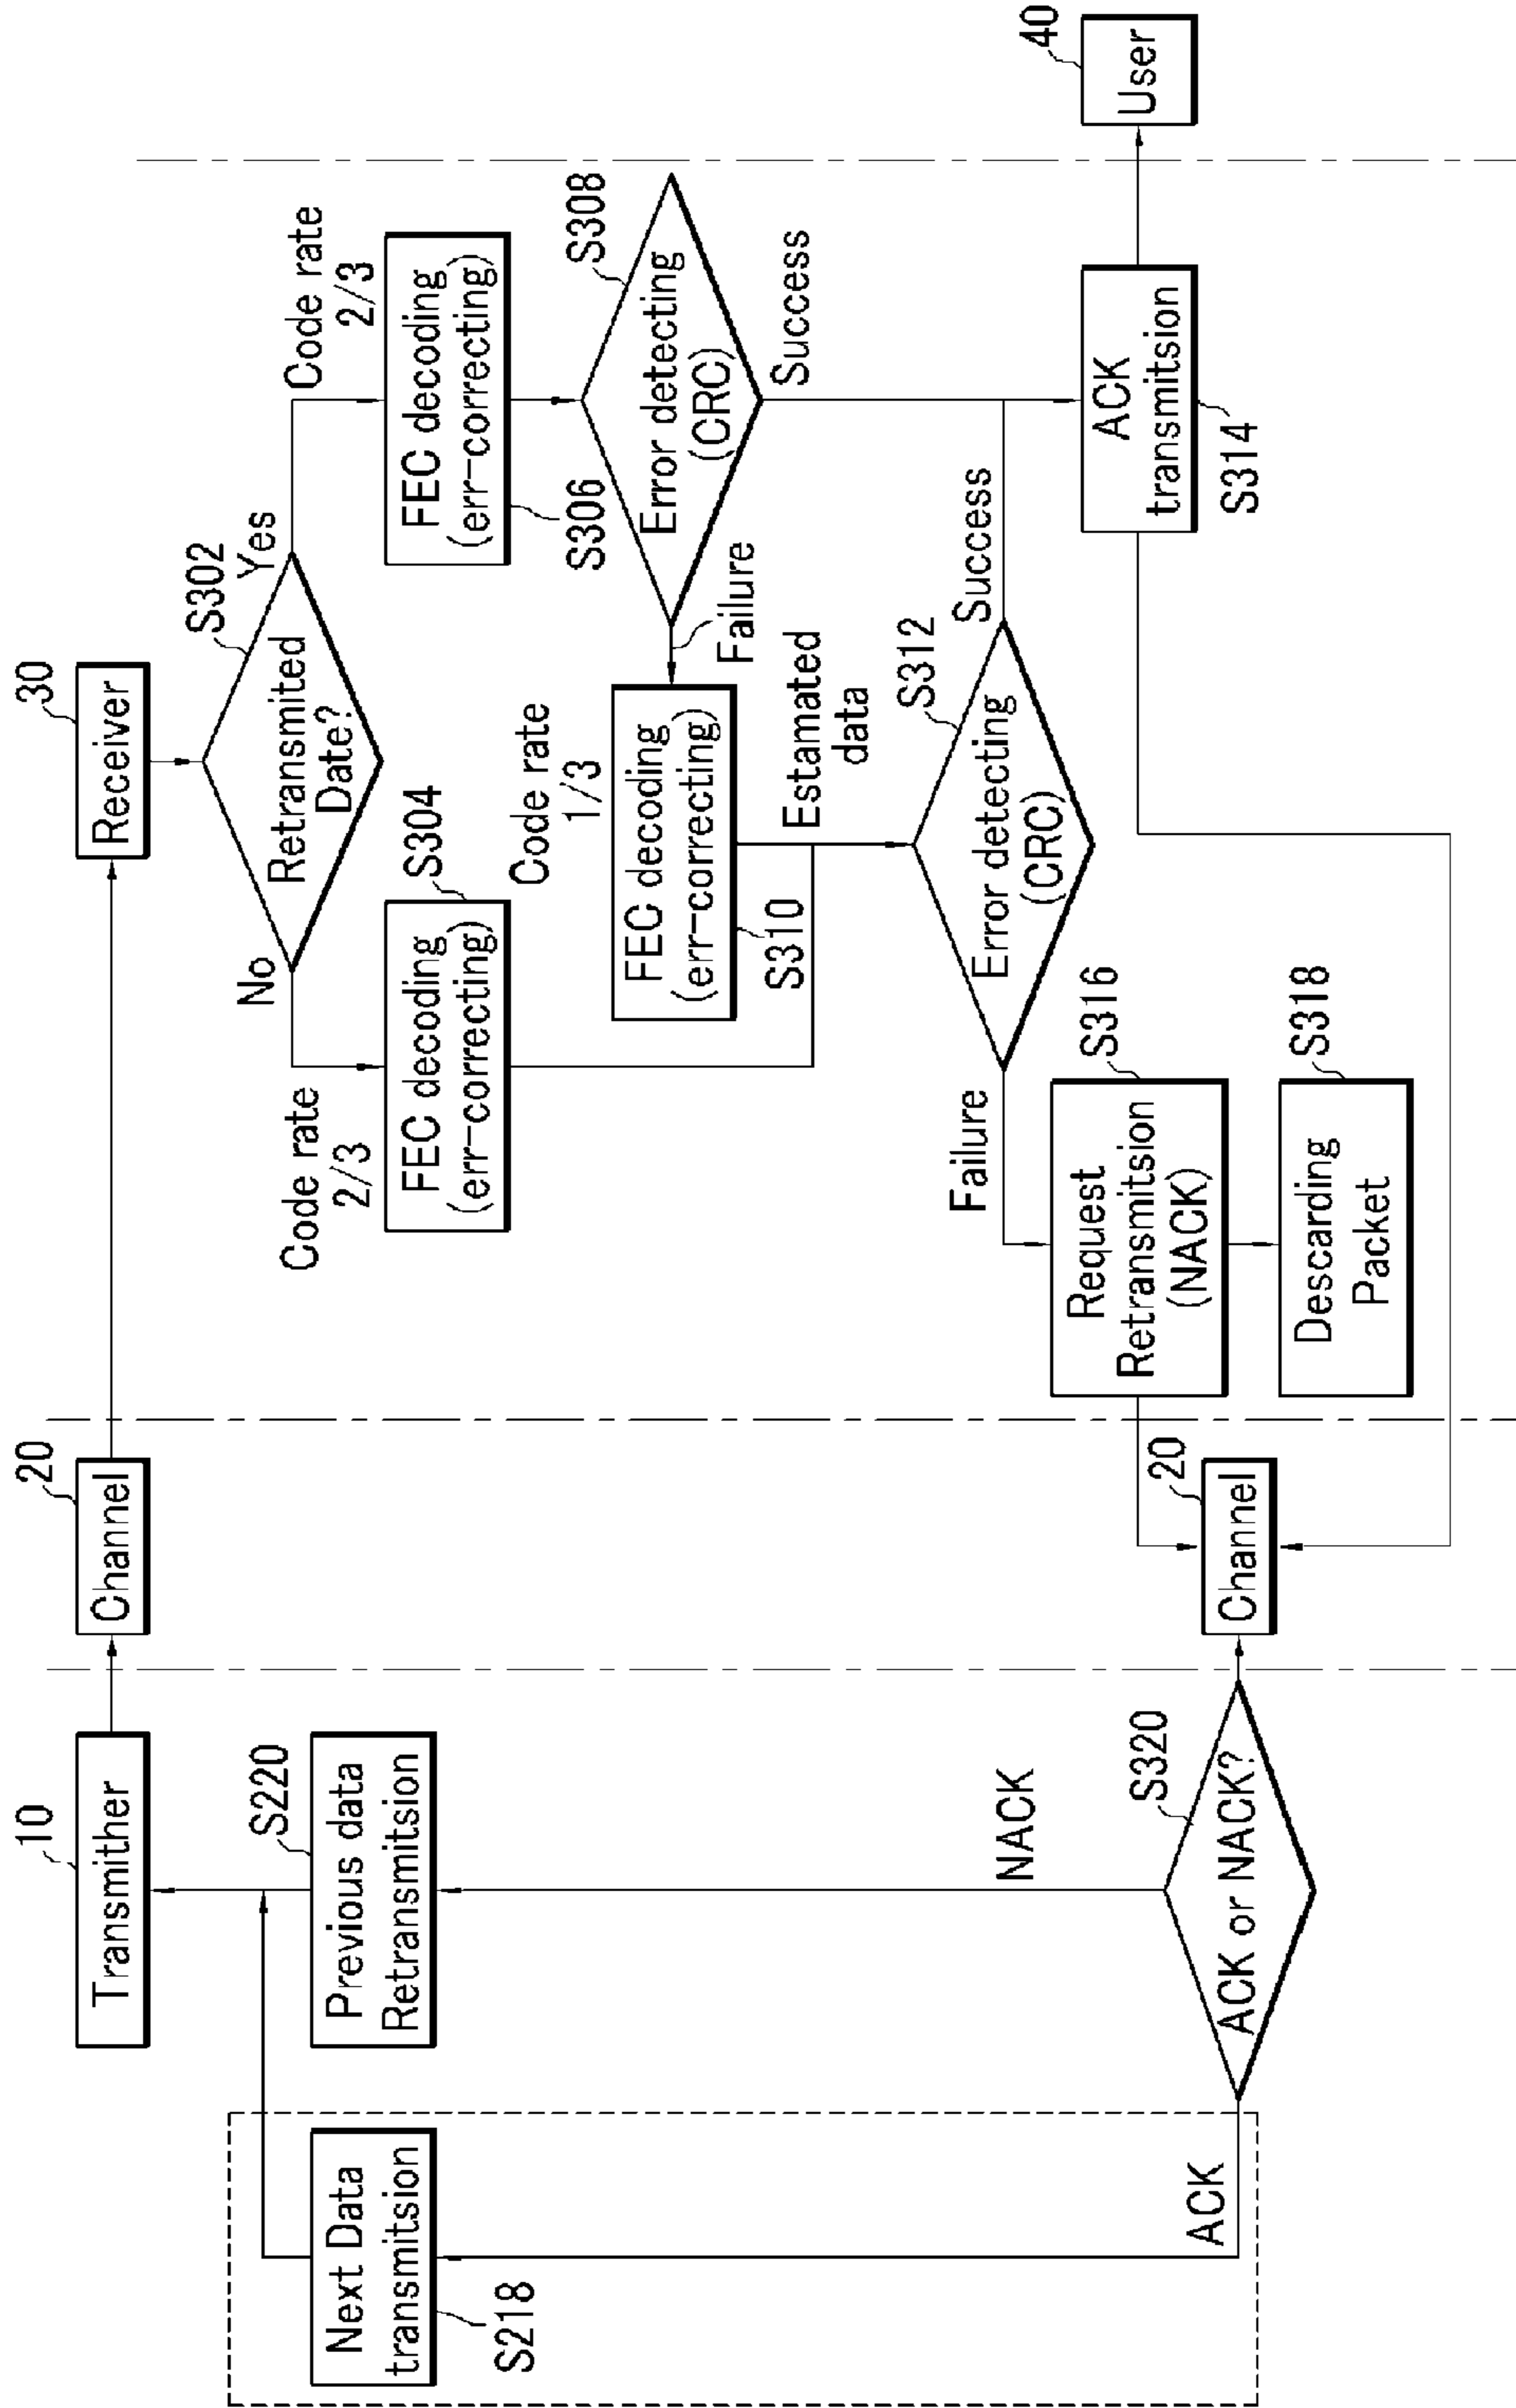 10
Transmither
20
Channel
30
Receiver
S302
Retransmited
Date?
No
Yes
Code rate
2/3
S304
FEC decoding
(err-correcting)
Code rate
2/3
FEC decoding
(err-correcting)
S306
S308
Error detecting
(CRC)
Failure
Success
Code rate
1/3
FEC decoding
(err-correcting)
S310
Estamated
data
S312
Error detecting
(CRC)
Failure
Success
S316
Request
Retransmitsion
(NACK)
S318
Descarding
Packet
ACK
transmitsion
S314
40
User
20
Channel
S320
ACK or NACK?
NACK
ACK
S220
Previous data
Retransmitsion
Next Data
transmitsion
S218